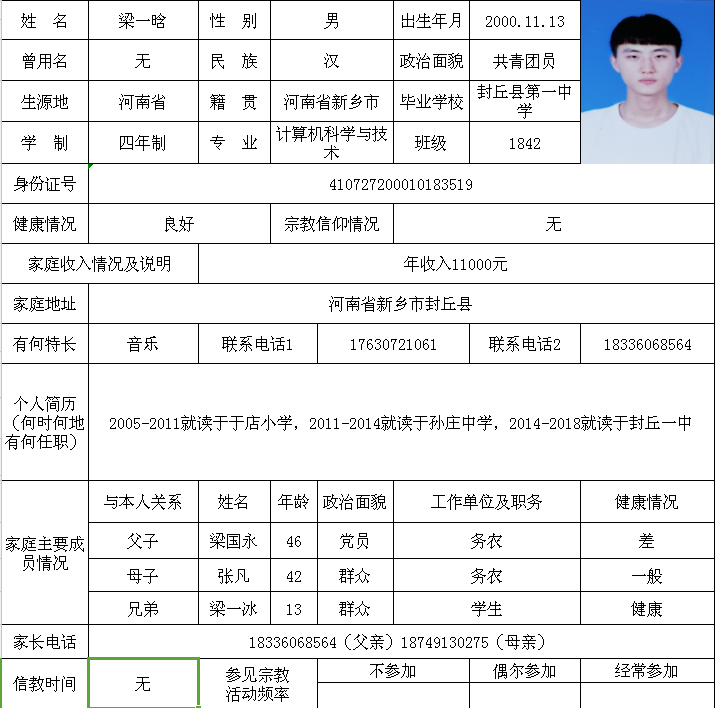 姓 名 梁一晗 性 别 男 出生年月 2000.11.13
曾用名 无 民 族 汉 政治面貌 共青团员
生源地 河南省 籍 贯 河南省新乡市 毕业学校 封丘县第一中
学
学 制 四年制 专 业 计算机科学与技
术 班级 1842
身份证号 410727200010183519
健康情况 良好 宗教信仰情况 无
家庭收入情况及说明 年收入11000元
家庭地址 河南省新乡市封丘县
有何特长 音乐 联系电话1 17630721061 联系电话2 18336068564
个人简历
（何时何地
有何任职）
2005-2011就读于于店小学，2011-2014就读于孙庄中学，2014-2018就读于封丘一中
家庭主要成
员情况
与本人关系 姓名 年龄 政治面貌 工作单位及职务 健康情况
父子 梁国永 46 党员 务农 差
母子 张凡 42 群众 务农 一般
兄弟 梁一冰 13 群众 学生 健康
家长电话 18336068564（父亲）18749130275（母亲）
信教时间 无 参见宗教
活动频率 不参加 偶尔参加 经常参加